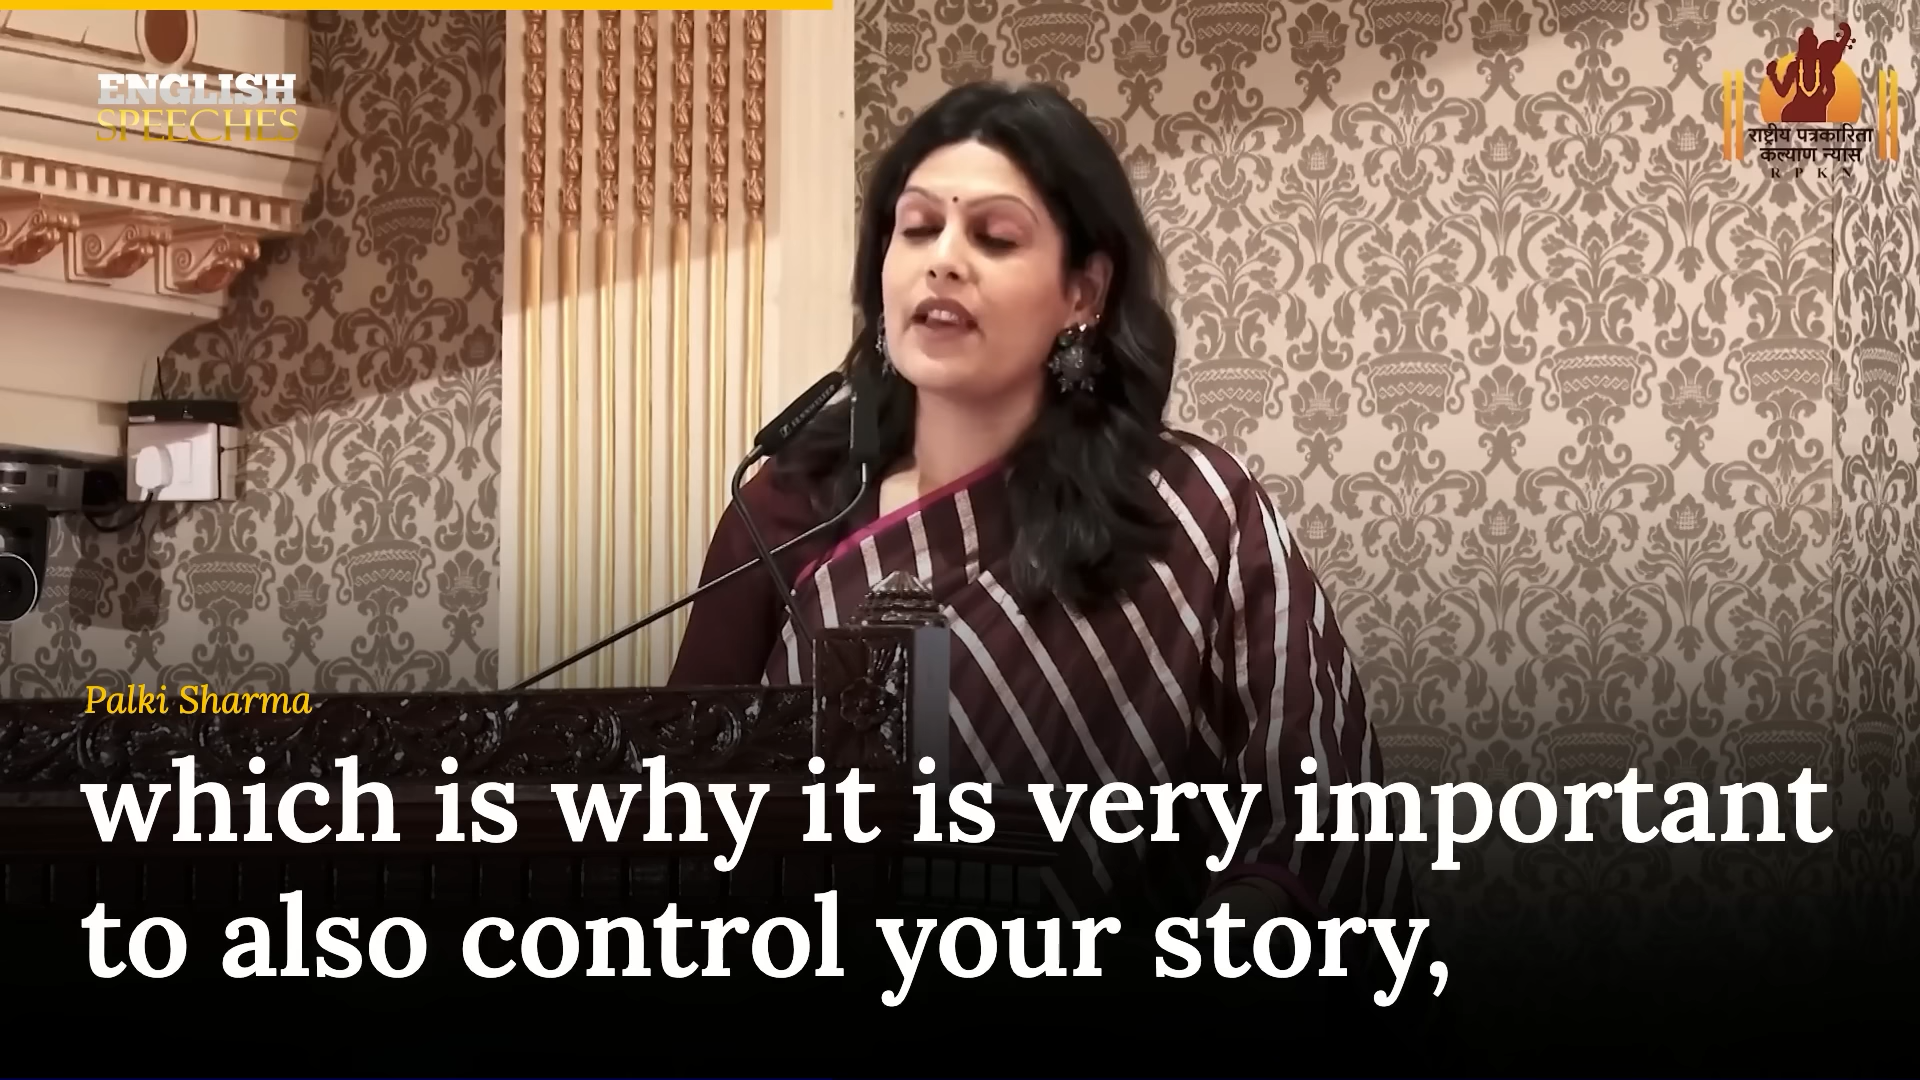 ENGLISH
SPEECHES
राष्ट्रीय पत्रकारिता
कल्याण न्यास
R P K N
SENNHEISER
Palki Sharma
which is why it is very important
to also control your story,